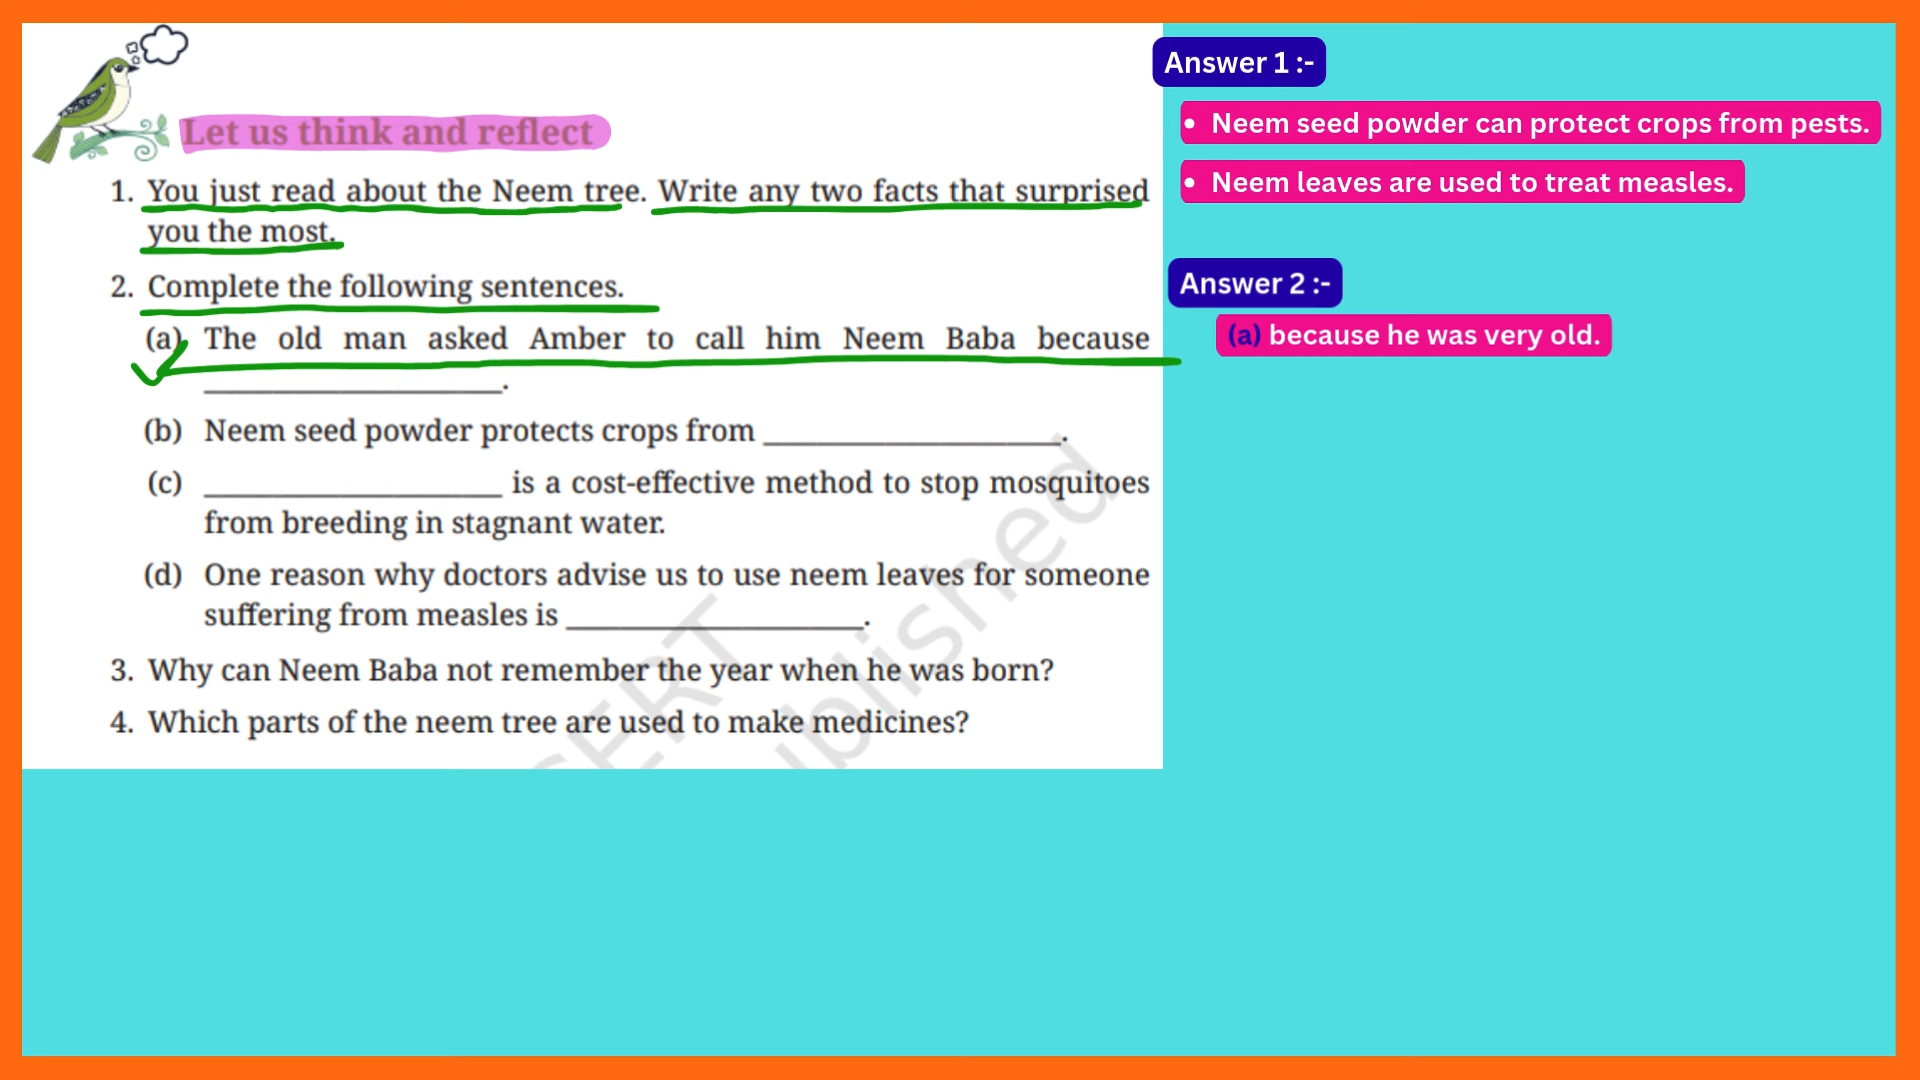 Let us think and reflect
1. You just read about the Neem tree. Write any two facts that surprised
you the most.
2. Complete the following sentences.
(a) The old man asked Amber to call him Neem Baba because
____________________.
(b) Neem seed powder protects crops from ____________________.
(c) ____________________ is a cost-effective method to stop mosquitoes
from breeding in stagnant water.
(d) One reason why doctors advise us to use neem leaves for someone
suffering from measles is ____________________.
3. Why can Neem Baba not remember the year when he was born?
4. Which parts of the neem tree are used to make medicines?
Answer 1 :-
• Neem seed powder can protect crops from pests.
• Neem leaves are used to treat measles.
Answer 2 :-
(a) because he was very old.